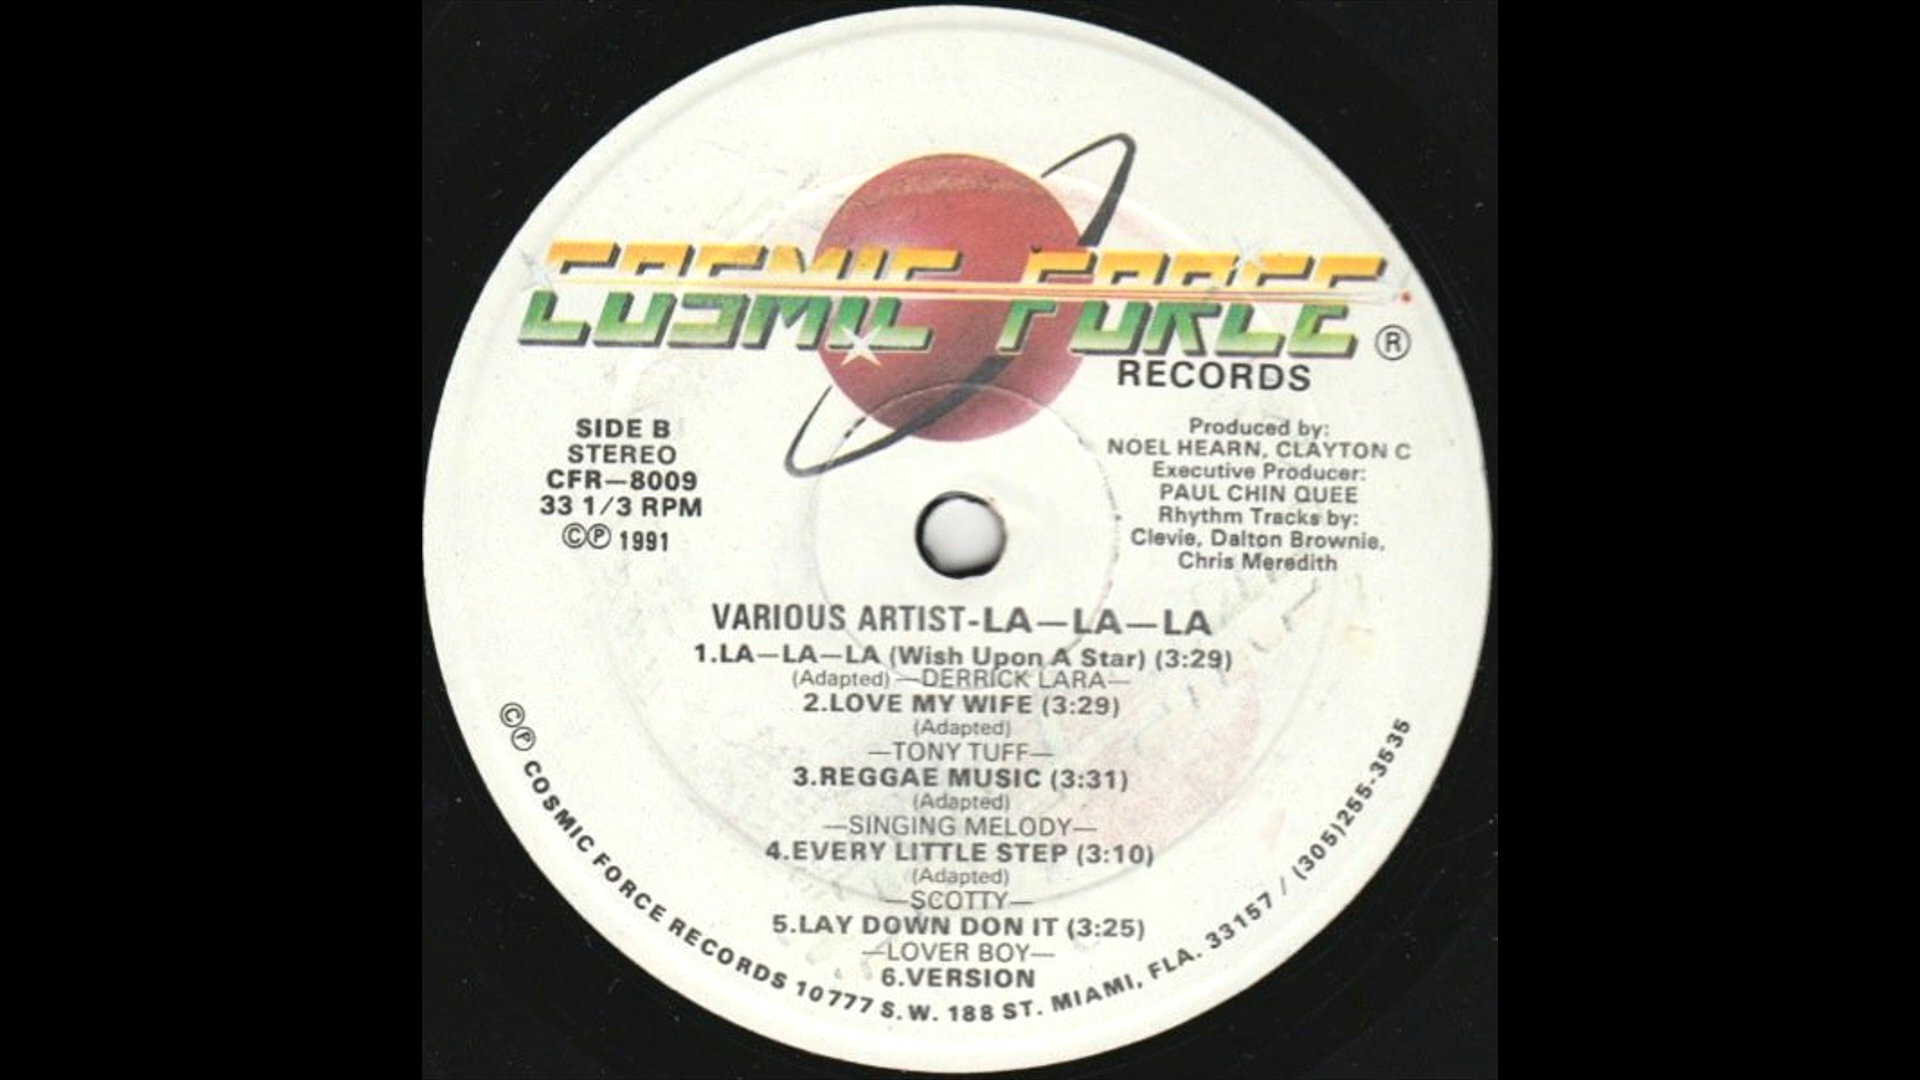 COSMIC FORCE ®
RECORDS
SIDE B
STEREO
CFR—8009
33 1/3 RPM
©℗ 1991
Produced by:
NOEL HEARN, CLAYTON C
Executive Producer:
PAUL CHIN QUEE
Rhythm Tracks by:
Clevie, Dalton Brownie,
Chris Meredith
VARIOUS ARTIST-LA—LA—LA
1.LA—LA—LA (Wish Upon A Star) (3:29)
(Adapted) —DERRICK LARA—
2.LOVE MY WIFE (3:29)
(Adapted)
—TONY TUFF—
3.REGGAE MUSIC (3:31)
(Adapted)
—SINGING MELODY—
4.EVERY LITTLE STEP (3:10)
(Adapted)
—SCOTTY—
5.LAY DOWN DON IT (3:25)
—LOVER BOY—
6.VERSION
©℗ COSMIC FORCE RECORDS 10777 S.W. 188 ST. MIAMI, FLA. 33157 / (305)255-3535